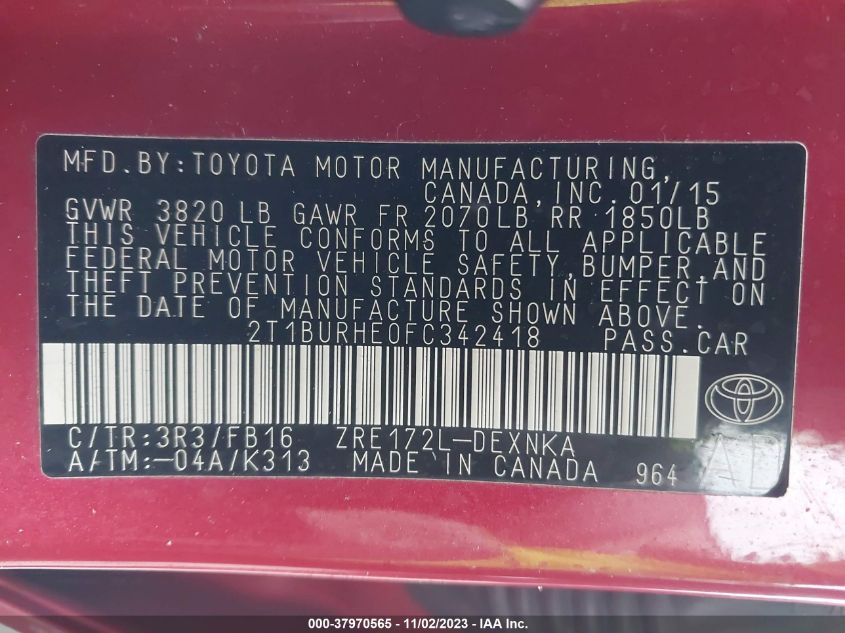 MFD.BY:TOYOTA MOTOR MANUFACTURING,
CANADA,INC.01/15
GVWR 3820 LB GAWR FR 2070LB RR 1850LB
THIS VEHICLE CONFORMS TO ALL APPLICABLE
FEDERAL MOTOR VEHICLE SAFETY,BUMPER,AND
THEFT PREVENTION STANDARDS IN EFFECT ON
THE DATE OF MANUFACTURE SHOWN ABOVE.
2T1BURHE0FC342418 PASS.CAR
C/TR:3R3/FB16 ZRE172L-DEXNKA
A/TM:-04A/K313 MADE IN CANADA 964
AD
000-37970565 - 11/02/2023 - IAA Inc.